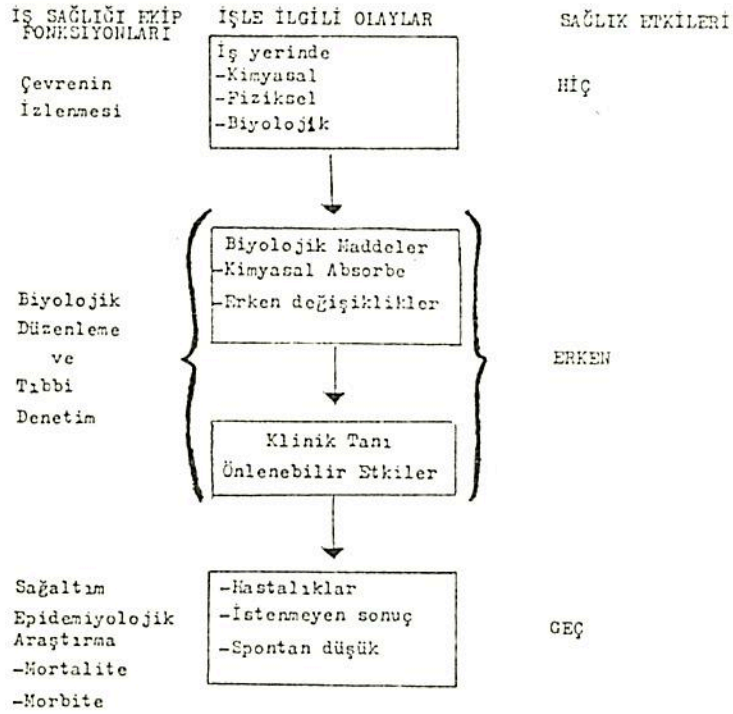 İŞ SAĞLIĞI EKİP
FONKSİYONLARI
İŞLE İLGİLİ OLAYLAR
SAĞLIK ETKİLERİ
Çevrenin
İzlenmesi
İş yerinde
-Kimyasal
-Fiziksel
-Biyolojik
HİÇ
Biyolojik
Düzenleme
ve
Tıbbi
Denetim
Biyolojik Maddeler
-Kimyasal Absorbe
-Erken değişiklikler
Klinik Tanı
Önlenebilir Etkiler
ERKEN
Sağaltım
Epidemiyolojik
Araştırma
-Mortalite
-Morbite
-Hastalıklar
-İstenmeyen sonuç
-Spontan düşük
GEÇ